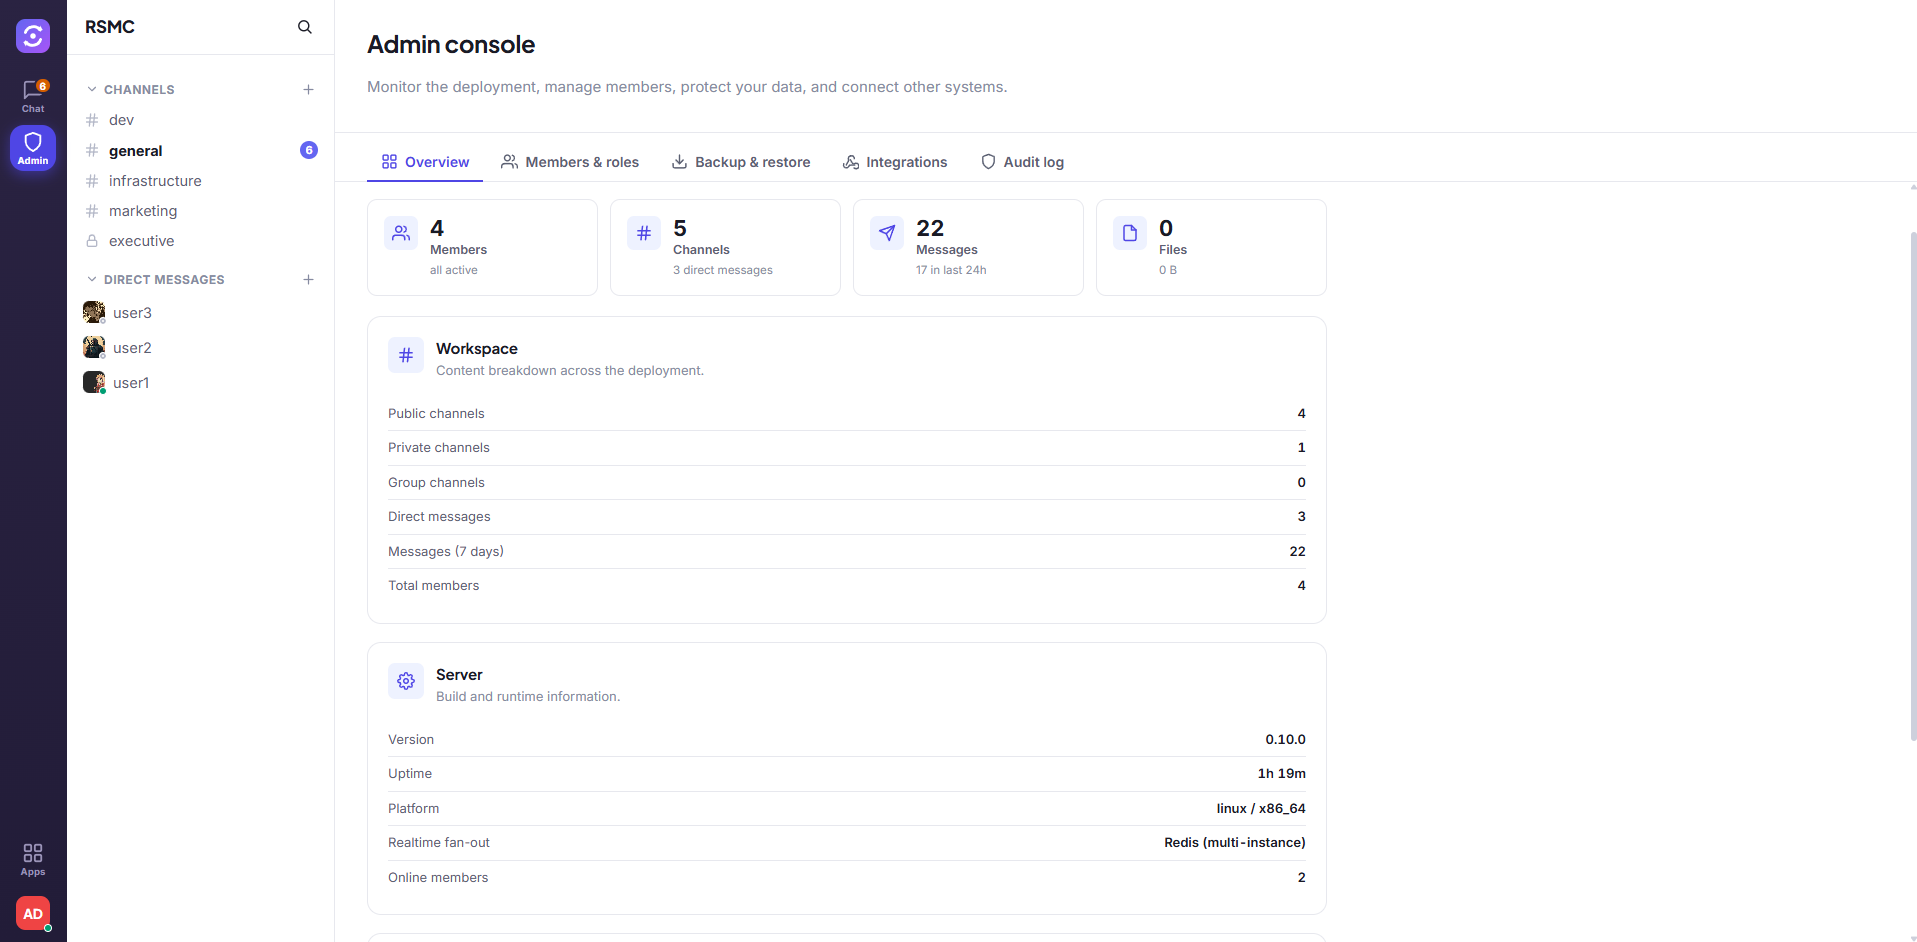 RSMC
6
Chat
Admin
CHANNELS
dev
general
6
infrastructure
marketing
executive
DIRECT MESSAGES
user3
user2
user1
Apps
AD
Admin console
Monitor the deployment, manage members, protect your data, and connect other systems.
Overview
Members & roles
Backup & restore
Integrations
Audit log
4
Members
all active
5
Channels
3 direct messages
22
Messages
17 in last 24h
0
Files
0 B
Workspace
Content breakdown across the deployment.
Public channels 4
Private channels 1
Group channels 0
Direct messages 3
Messages (7 days) 22
Total members 4
Server
Build and runtime information.
Version 0.10.0
Uptime 1h 19m
Platform linux / x86_64
Realtime fan-out Redis (multi-instance)
Online members 2